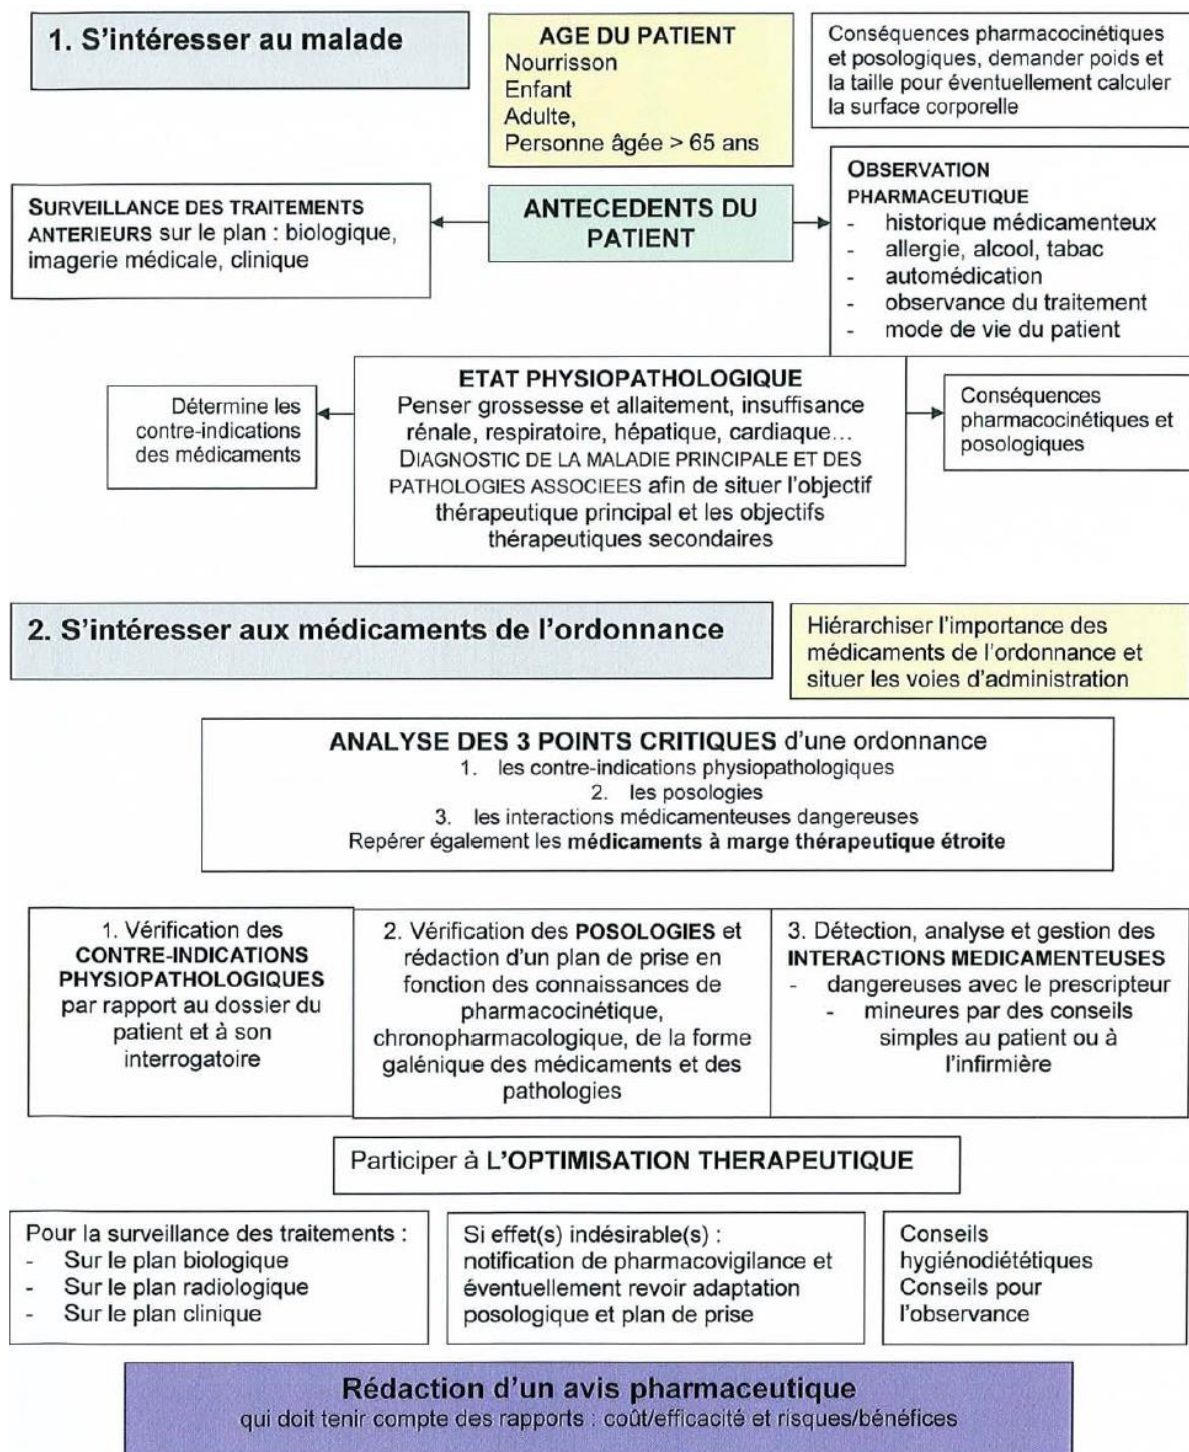 1. S'intéresser au malade
AGE DU PATIENT
Nourrisson
Enfant
Adulte,
Personne âgée > 65 ans
Conséquences pharmacocinétiques
et posologiques, demander poids et
la taille pour éventuellement calculer
la surface corporelle
SURVEILLANCE DES TRAITEMENTS
ANTERIEURS sur le plan : biologique,
imagerie médicale, clinique
ANTECEDENTS DU
PATIENT
OBSERVATION
PHARMACEUTIQUE
- historique médicamenteux
- allergie, alcool, tabac
- automédication
- observance du traitement
- mode de vie du patient
Détermine les
contre-indications
des médicaments
ETAT PHYSIOPATHOLOGIQUE
Penser grossesse et allaitement, insuffisance
rénale, respiratoire, hépatique, cardiaque...
DIAGNOSTIC DE LA MALADIE PRINCIPALE ET DES
PATHOLOGIES ASSOCIEES afin de situer l'objectif
thérapeutique principal et les objectifs
thérapeutiques secondaires
Conséquences
pharmacocinétiques et
posologiques
2. S'intéresser aux médicaments de l'ordonnance
Hiérarchiser l'importance des
médicaments de l'ordonnance et
situer les voies d'administration
ANALYSE DES 3 POINTS CRITIQUES d'une ordonnance
1. les contre-indications physiopathologiques
2. les posologies
3. les interactions médicamenteuses dangereuses
Repérer également les médicaments à marge thérapeutique étroite
1. Vérification des
CONTRE-INDICATIONS
PHYSIOPATHOLOGIQUES
par rapport au dossier du
patient et à son
interrogatoire
2. Vérification des POSOLOGIES et
rédaction d'un plan de prise en
fonction des connaissances de
pharmacocinétique,
chronopharmacologique, de la forme
galénique des médicaments et des
pathologies
3. Détection, analyse et gestion des
INTERACTIONS MEDICAMENTEUSES
- dangereuses avec le prescripteur
- mineures par des conseils
simples au patient ou à
l'infirmière
Participer à L'OPTIMISATION THERAPEUTIQUE
Pour la surveillance des traitements :
- Sur le plan biologique
- Sur le plan radiologique
- Sur le plan clinique
Si effet(s) indésirable(s) :
notification de pharmacovigilance et
éventuellement revoir adaptation
posologique et plan de prise
Conseils
hygiénodiététiques
Conseils pour
l'observance
Rédaction d'un avis pharmaceutique
qui doit tenir compte des rapports : coût/efficacité et risques/bénéfices